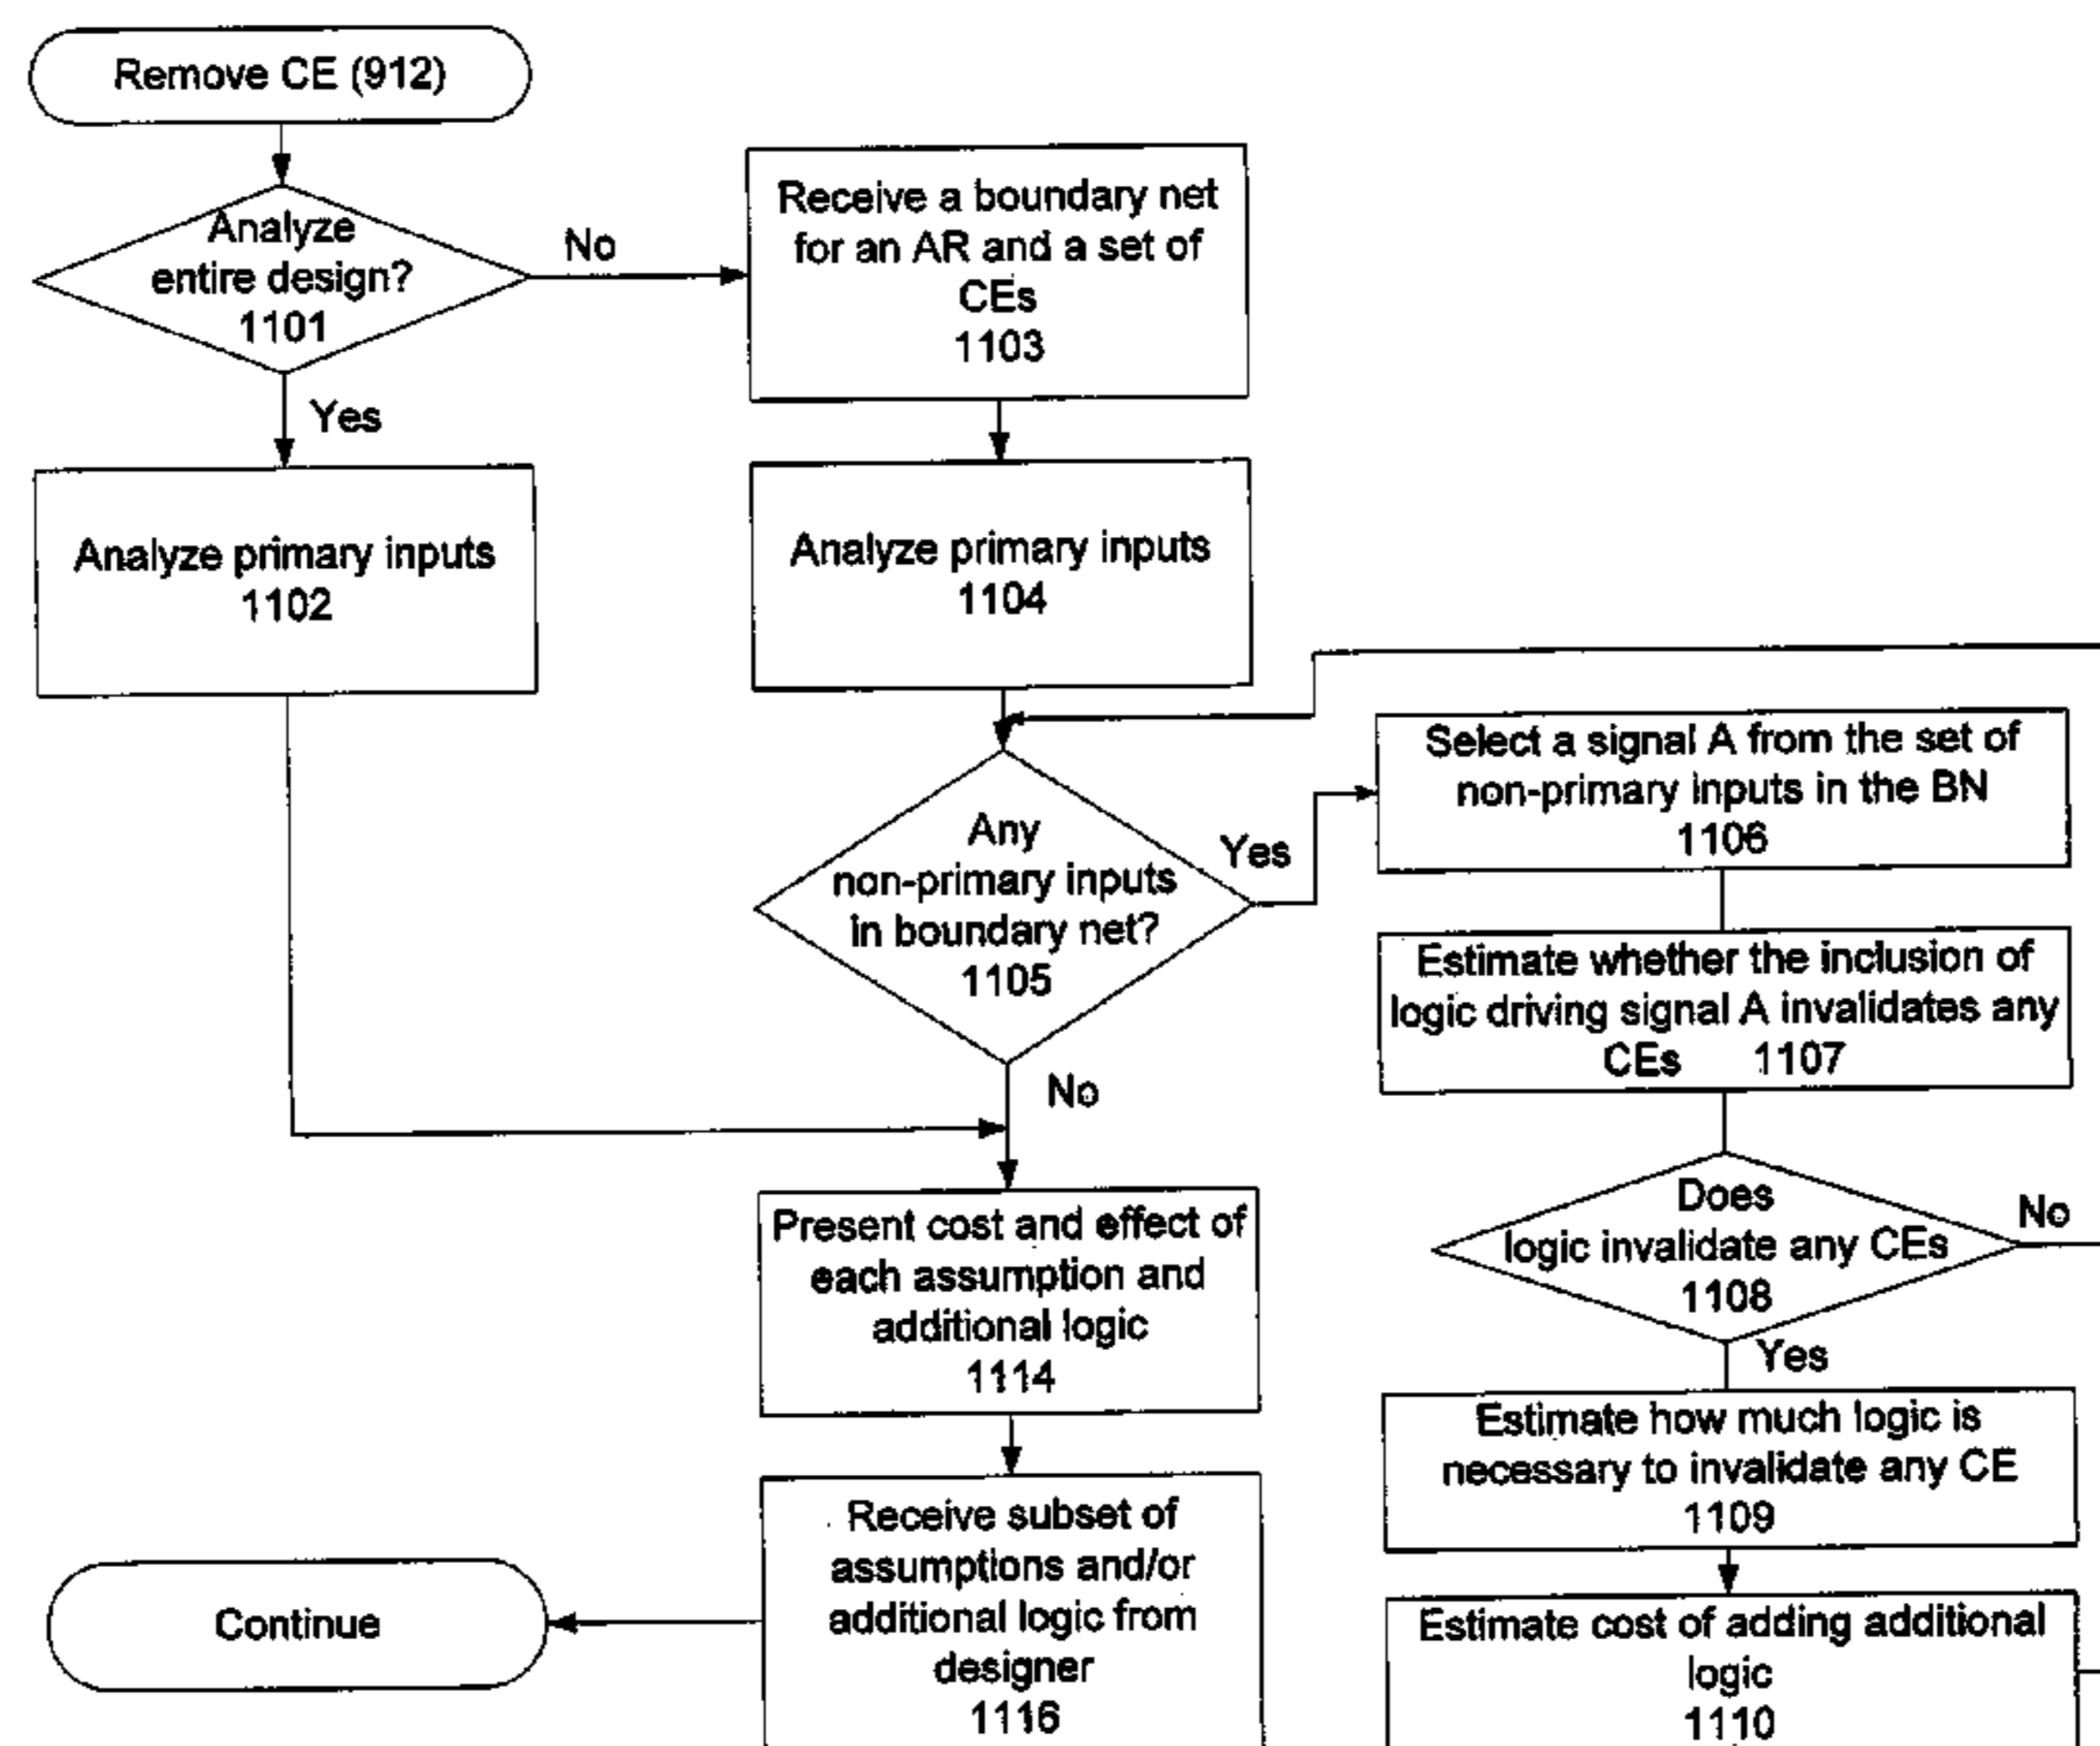 Remove CE (912)
Analyze
entire design?
1101
No
Yes
Receive a boundary net
for an AR and a set of
CEs
1103
Analyze primary inputs
1102
Analyze primary inputs
1104
Any
non-primary inputs
in boundary net?
1105
Yes
No
Select a signal A from the set of
non-primary inputs in the BN
1106
Estimate whether the inclusion of
logic driving signal A invalidates any
CEs 1107
Does
logic invalidate any CEs
1108
No
Yes
Estimate how much logic is
necessary to invalidate any CE
1109
Estimate cost of adding additional
logic
1110
Present cost and effect of
each assumption and
additional logic
1114
Receive subset of
assumptions and/or
additional logic from
designer
1116
Continue